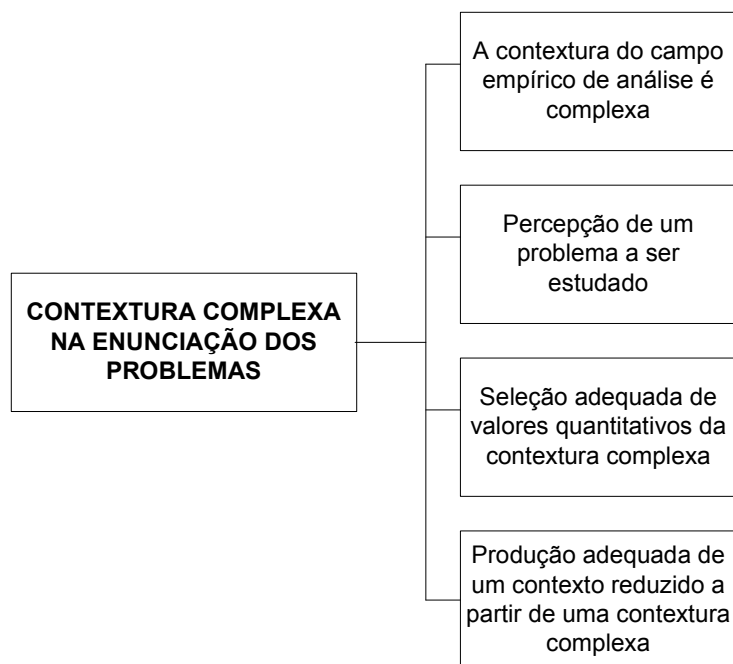 A contextura do campo
empírico de análise é
complexa
Percepção de um
problema a ser
estudado
CONTEXTURA COMPLEXA
NA ENUNCIAÇÃO DOS
PROBLEMAS
Seleção adequada de
valores quantitativos da
contextura complexa
Produção adequada de
um contexto reduzido a
partir de uma contextura
complexa